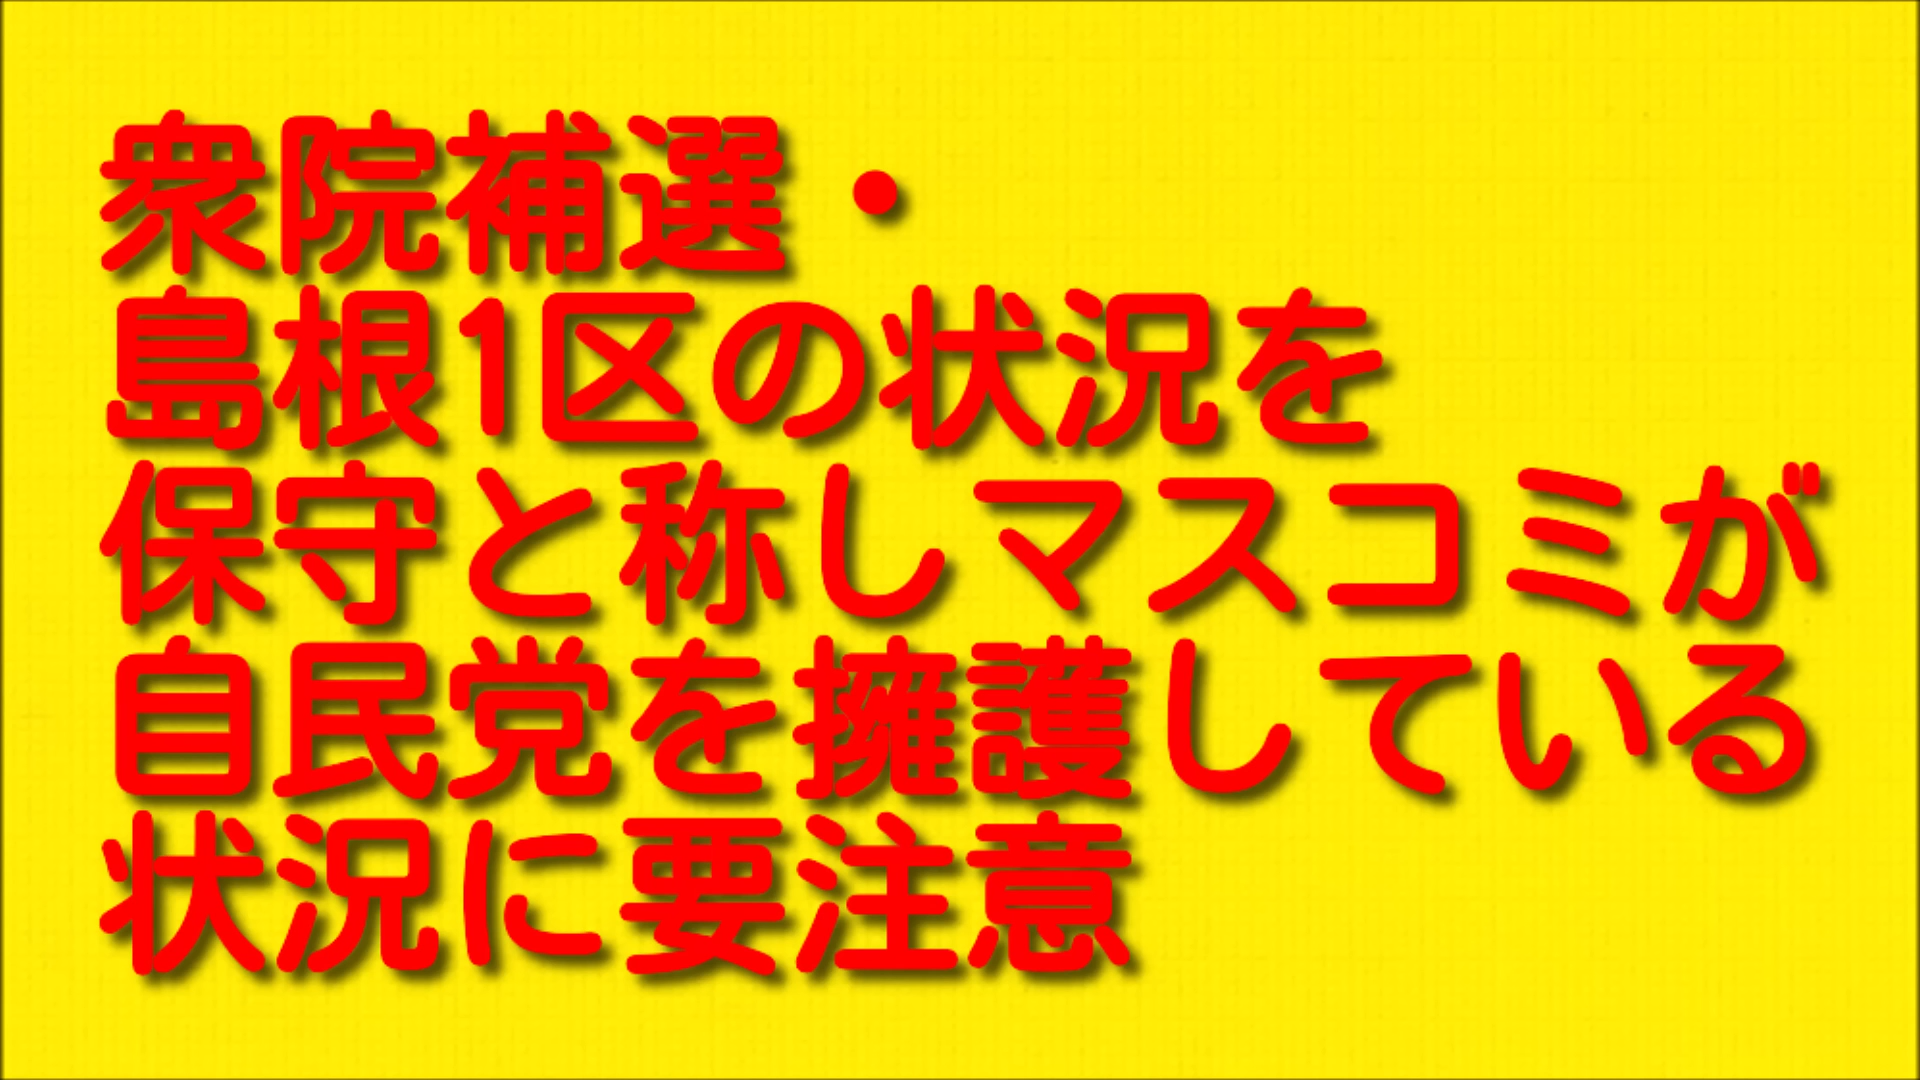 衆院補選・
島根1区の状況を
保守と称しマスコミが
自民党を擁護している
状況に要注意